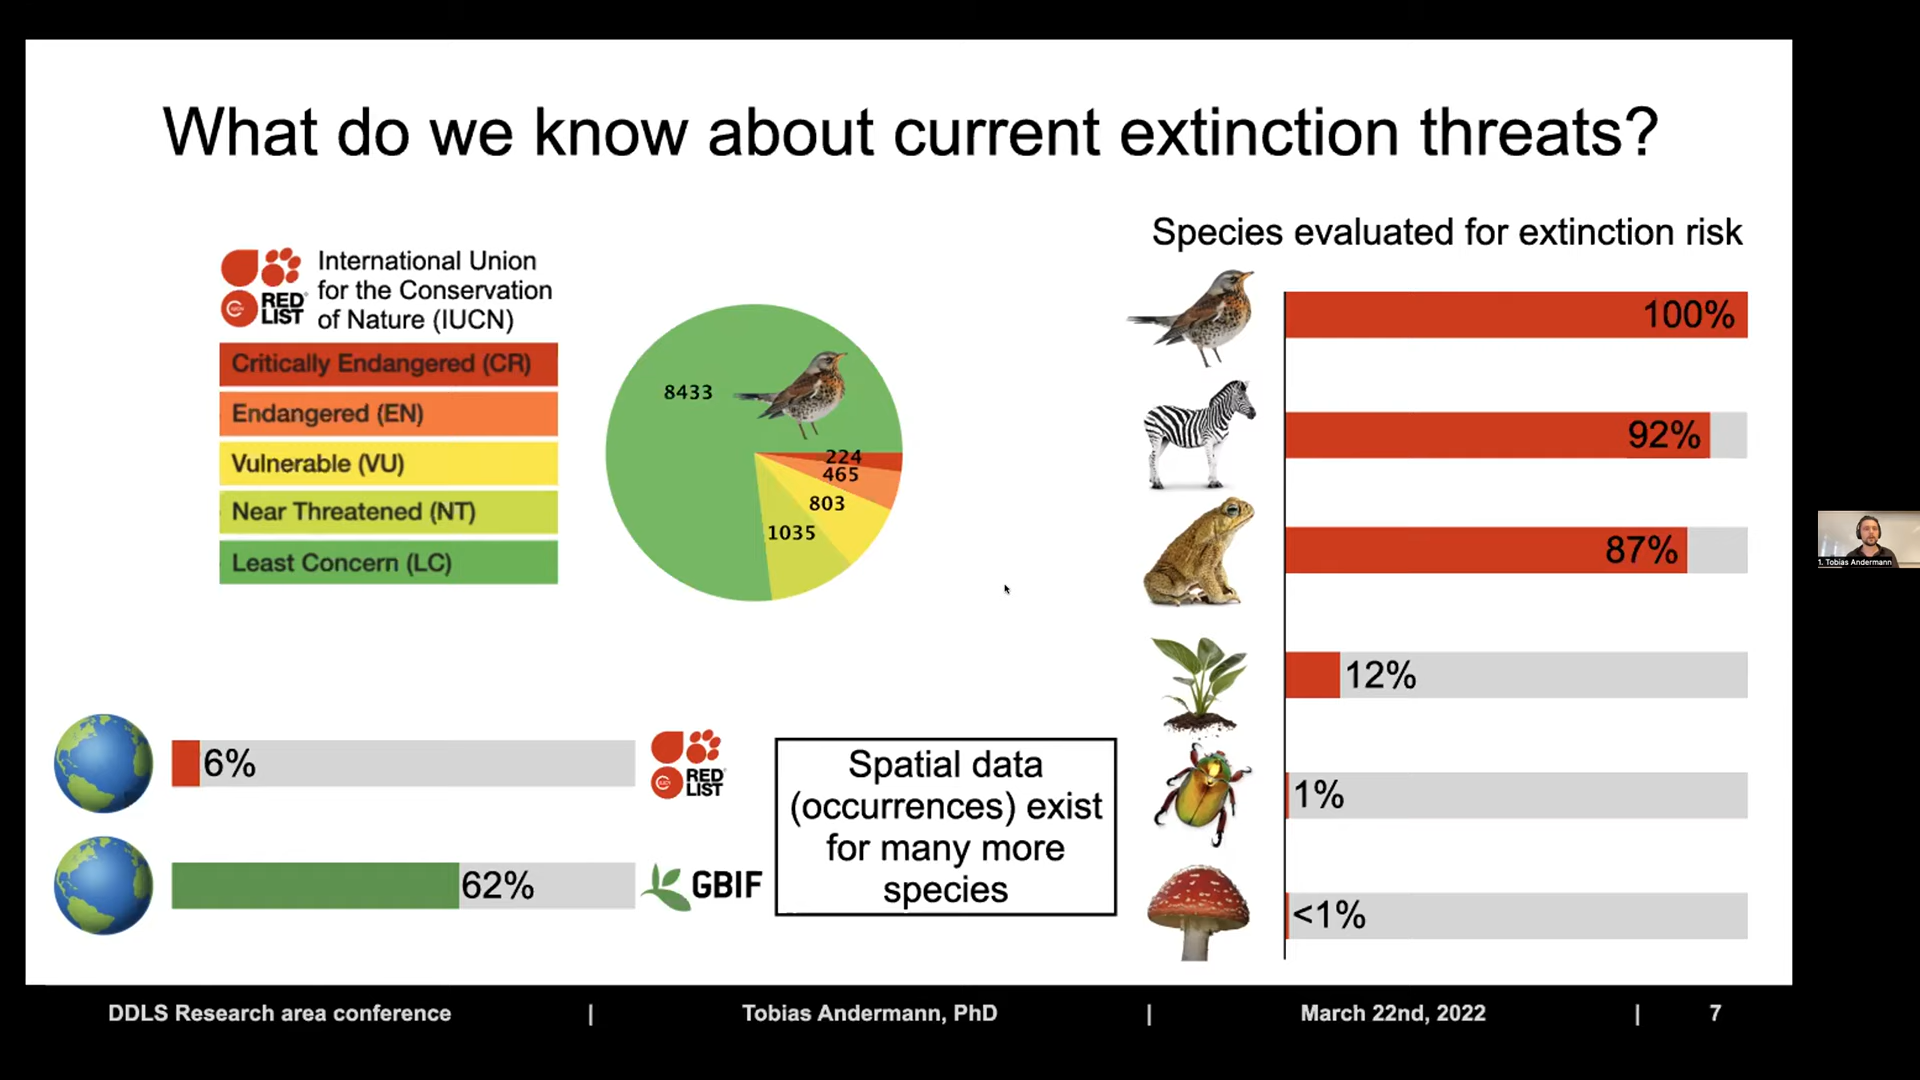 What do we know about current extinction threats?
RED
LIST
International Union
for the Conservation
of Nature (IUCN)
Critically Endangered (CR)
Endangered (EN)
Vulnerable (VU)
Near Threatened (NT)
Least Concern (LC)
8433
224
465
803
1035
Species evaluated for extinction risk
100%
92%
87%
12%
1%
<1%
6%
RED
LIST
62%
GBIF
Spatial data
(occurrences) exist
for many more
species
1. Tobias Andermann
DDLS Research area conference | Tobias Andermann, PhD | March 22nd, 2022 | 7